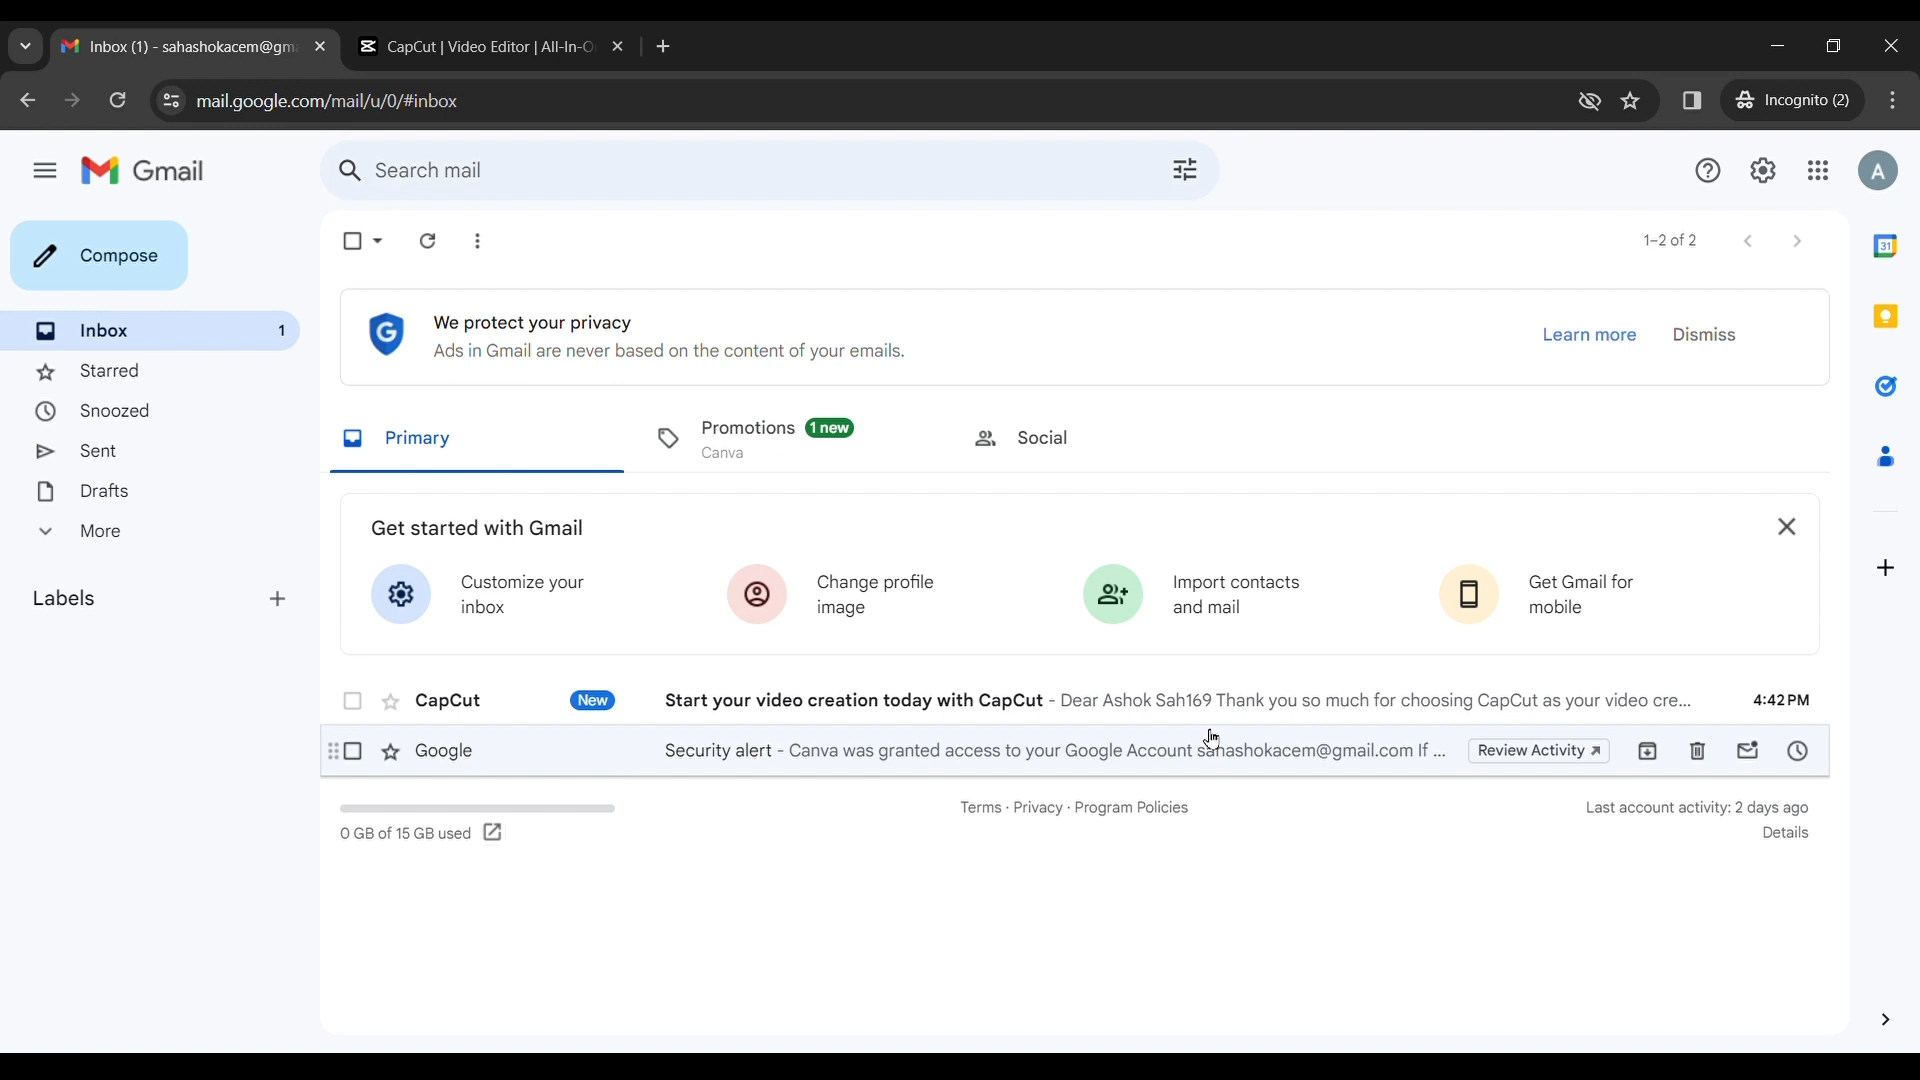 Inbox (1) - sahashokacem@gma
CapCut | Video Editor | All-In-O
mail.google.com/mail/u/0/#inbox
Incognito (2)
Gmail
Search mail
A
Compose
1–2 of 2
31
We protect your privacy
Ads in Gmail are never based on the content of your emails.
Learn more
Dismiss
Inbox 1
Starred
Snoozed
Sent
Drafts
More
Labels
Primary
Promotions 1 new
Canva
Social
Get started with Gmail
Customize your
inbox
Change profile
image
Import contacts
and mail
Get Gmail for
mobile
CapCut New Start your video creation today with CapCut - Dear Ashok Sah169 Thank you so much for choosing CapCut as your video cre... 4:42 PM
Google Security alert - Canva was granted access to your Google Account sahashokacem@gmail.com If ... Review Activity
0 GB of 15 GB used
Terms · Privacy · Program Policies
Last account activity: 2 days ago
Details